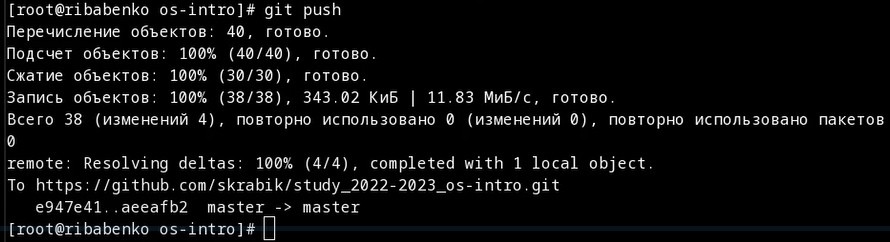 [root@ribabenko os-intro]# git push
Перечисление объектов: 40, готово.
Подсчет объектов: 100% (40/40), готово.
Сжатие объектов: 100% (30/30), готово.
Запись объектов: 100% (38/38), 343.02 КиБ | 11.83 МиБ/с, готово.
Всего 38 (изменений 4), повторно использовано 0 (изменений 0), повторно использовано пакетов
0
remote: Resolving deltas: 100% (4/4), completed with 1 local object.
To https://github.com/skrabik/study_2022-2023_os-intro.git
   e947e41..aeeafb2  master -> master
[root@ribabenko os-intro]#